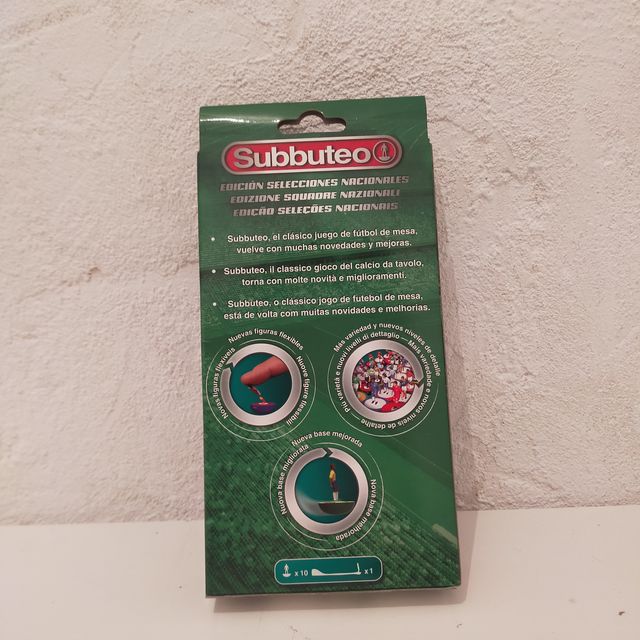 Subbuteo
EDICIÓN SELECCIONES NACIONALES
EDIZIONE SQUADRE NAZIONALI
EDIÇÃO SELEÇÕES NACIONAIS
• Subbuteo, el clásico juego de fútbol de mesa,
vuelve con muchas novedades y mejoras.
• Subbuteo, il classico gioco del calcio da tavolo,
torna con molte novità e miglioramenti.
• Subbuteo, o clássico jogo de futebol de mesa,
está de volta com muitas novidades e melhorias.
Nuevas figuras flexibles
Nuove figure flessibili
Novas figuras flexíveis
Más variedad y nuevos niveles de detalle
Più varietà e nuovi livelli di dettaglio
Mais variedade e novos níveis de detalhe
Nueva base mejorada
Nuova base migliorata
Nova base melhorada
x 10
x 1